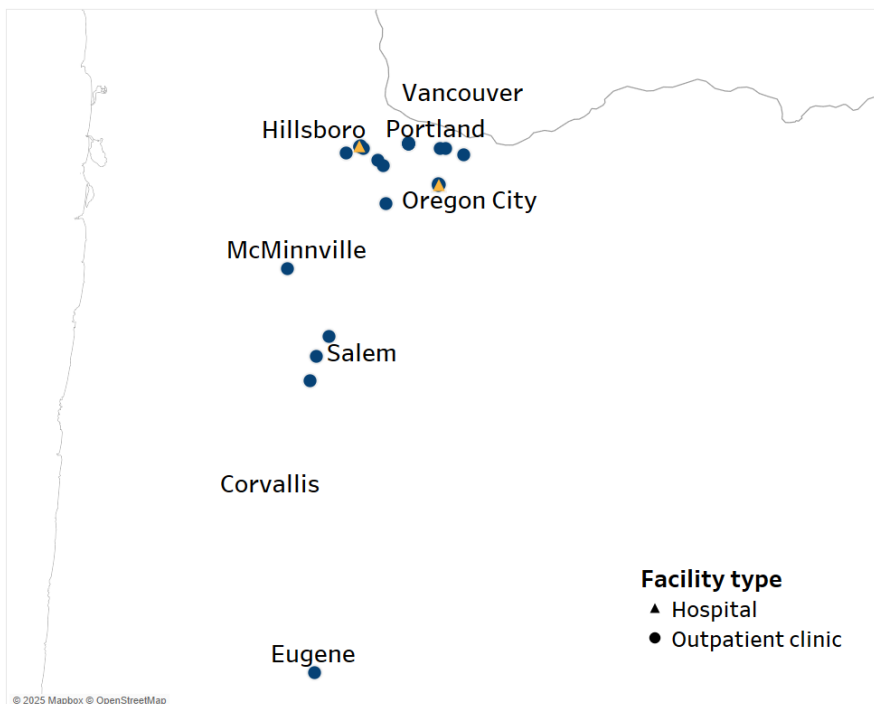 Vancouver
Hillsboro
Portland
Oregon City
McMinnville
Salem
Corvallis
Eugene
Facility type
Hospital
Outpatient clinic
© 2025 Mapbox © OpenStreetMap